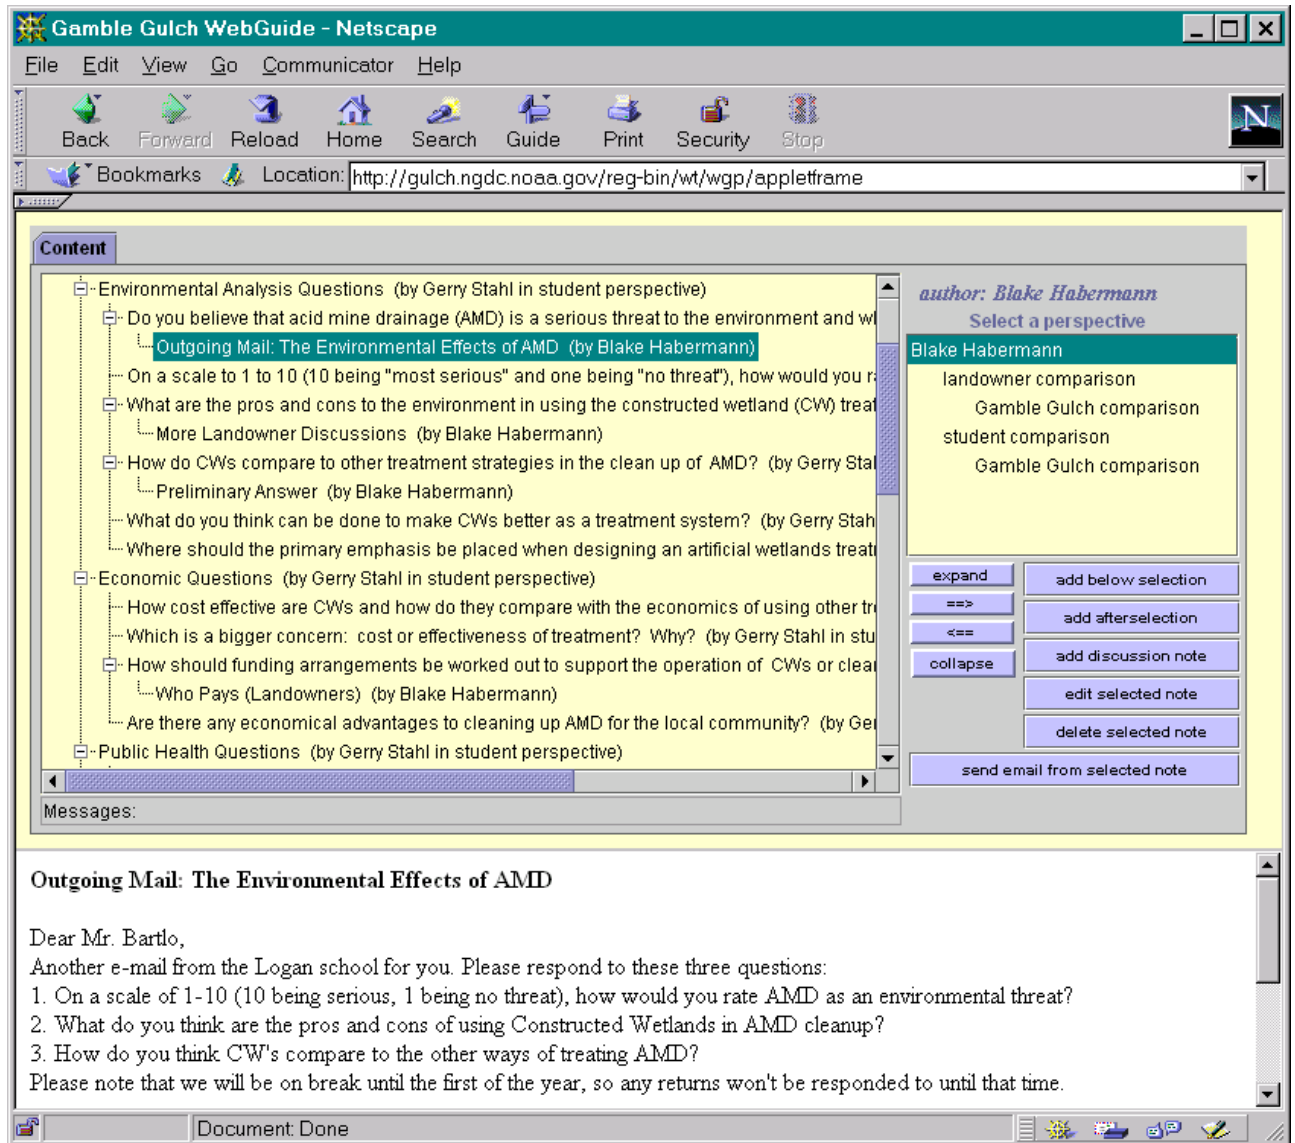 Gamble Gulch WebGuide - Netscape
File Edit View Go Communicator Help
Back Forward Reload Home Search Guide Print Security Stop
N
Bookmarks Location: http://gulch.ngdc.noaa.gov/reg-bin/wt/wgp/appletframe
Content
Environmental Analysis Questions (by Gerry Stahl in student perspective)
Do you believe that acid mine drainage (AMD) is a serious threat to the environment and wh
Outgoing Mail: The Environmental Effects of AMD (by Blake Habermann)
On a scale to 1 to 10 (10 being "most serious" and one being "no threat"), how would you ra
What are the pros and cons to the environment in using the constructed wetland (CW) treat
More Landowner Discussions (by Blake Habermann)
How do CWs compare to other treatment strategies in the clean up of AMD? (by Gerry Stal
Preliminary Answer (by Blake Habermann)
What do you think can be done to make CWs better as a treatment system? (by Gerry Stah
Where should the primary emphasis be placed when designing an artificial wetlands treat
Economic Questions (by Gerry Stahl in student perspective)
How cost effective are CWs and how do they compare with the economics of using other tre
Which is a bigger concern: cost or effectiveness of treatment? Why? (by Gerry Stahl in stu
How should funding arrangements be worked out to support the operation of CWs or clear
Who Pays (Landowners) (by Blake Habermann)
Are there any economical advantages to cleaning up AMD for the local community? (by Ger
Public Health Questions (by Gerry Stahl in student perspective)
Messages:
author: Blake Habermann
Select a perspective
Blake Habermann
landowner comparison
Gamble Gulch comparison
student comparison
Gamble Gulch comparison
expand add below selection
==> add afterselection
<==
collapse add discussion note
edit selected note
delete selected note
send email from selected note
Outgoing Mail: The Environmental Effects of AMD
Dear Mr. Bartlo,
Another e-mail from the Logan school for you. Please respond to these three questions:
1. On a scale of 1-10 (10 being serious, 1 being no threat), how would you rate AMD as an environmental threat?
2. What do you think are the pros and cons of using Constructed Wetlands in AMD cleanup?
3. How do you think CW's compare to the other ways of treating AMD?
Please note that we will be on break until the first of the year, so any returns won't be responded to until that time.
Document: Done